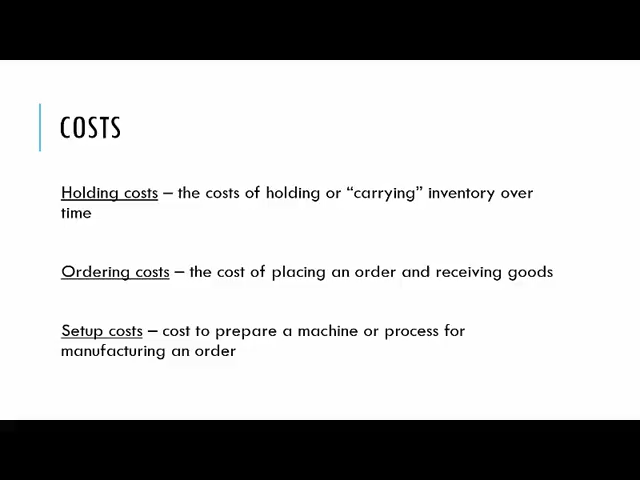 COSTS
Holding costs – the costs of holding or “carrying” inventory over
time
Ordering costs – the cost of placing an order and receiving goods
Setup costs – cost to prepare a machine or process for
manufacturing an order